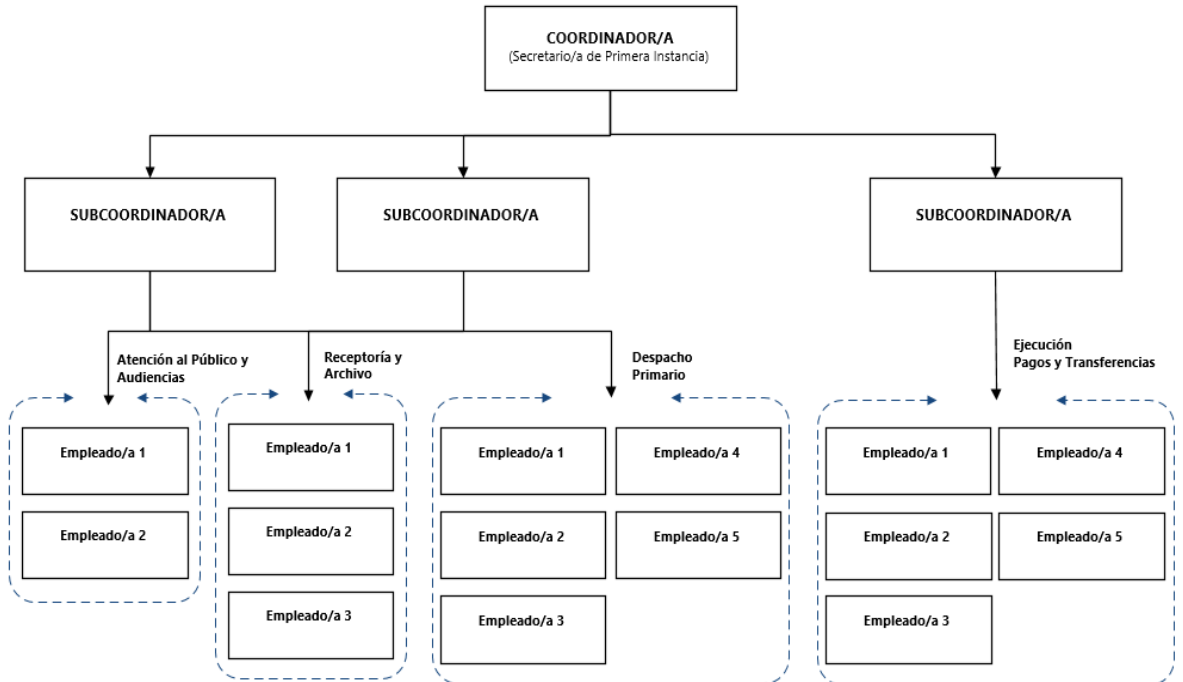 COORDINADOR/A
(Secretario/a de Primera Instancia)
SUBCOORDINADOR/A
SUBCOORDINADOR/A
SUBCOORDINADOR/A
Atención al Público y
Audiencias
Receptoría y
Archivo
Despacho
Primario
Ejecución
Pagos y Transferencias
Empleado/a 1
Empleado/a 2
Empleado/a 1
Empleado/a 2
Empleado/a 3
Empleado/a 1
Empleado/a 4
Empleado/a 2
Empleado/a 5
Empleado/a 3
Empleado/a 1
Empleado/a 4
Empleado/a 2
Empleado/a 5
Empleado/a 3